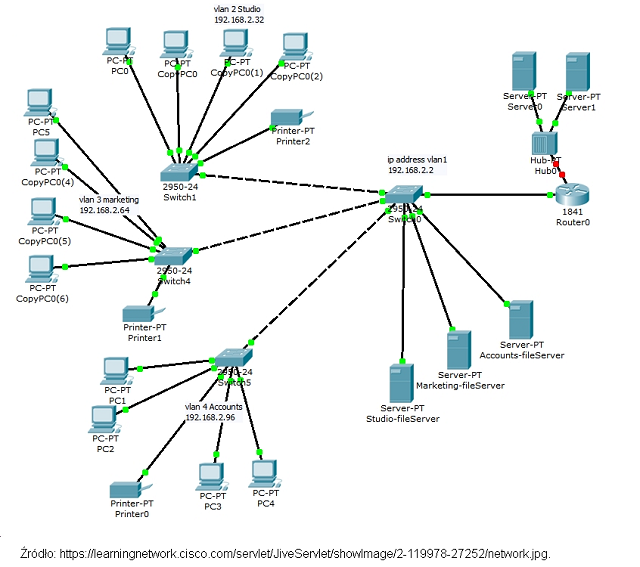 vlan 2 Studio
192.168.2.32
PC-PT
PC0
PC-PT
CopyPC0
PC-PT
CopyPC0(1)
PC-PT
CopyPC0(2)
Printer-PT
Printer2
2950-24
Switch1
PC-PT
PC5
PC-PT
CopyPC0(4)
vlan 3 marketing
192.168.2.64
PC-PT
CopyPC0(5)
PC-PT
CopyPC0(6)
2950-24
Switch4
Printer-PT
Printer1
ip address vlan1
192.168.2.2
2950-24
Switch0
Server-PT
Server0
Server-PT
Server1
Hub-PT
Hub0
1841
Router0
Server-PT
Accounts-fileServer
Server-PT
Marketing-fileServer
Server-PT
Studio-fileServer
2950-24
Switch5
PC-PT
PC1
PC-PT
PC2
vlan 4 Accounts
192.168.2.96
PC-PT
PC3
PC-PT
PC4
Printer-PT
Printer0
Źródło: https://learningnetwork.cisco.com/servlet/JiveServlet/showImage/2-119978-27252/network.jpg.